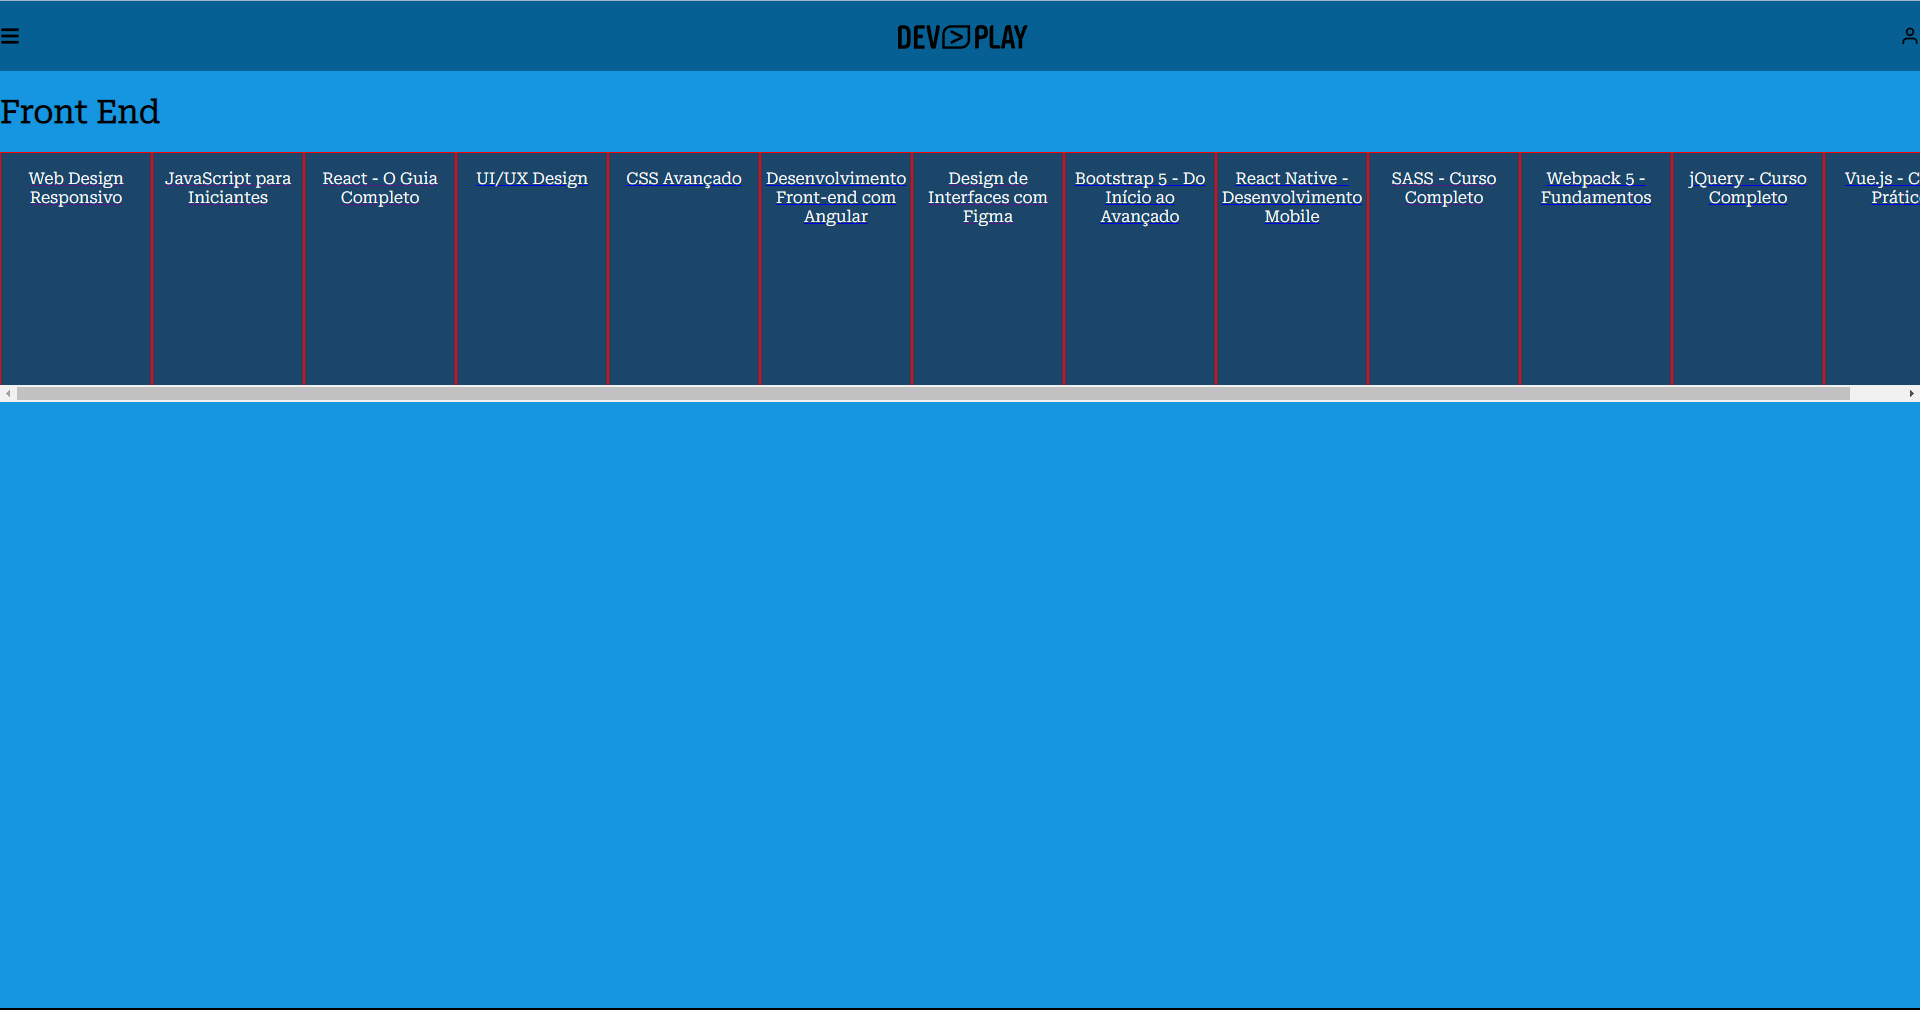 DEV PLAY
Front End
Web Design
Responsivo
JavaScript para
Iniciantes
React - O Guia
Completo
UI/UX Design
CSS Avançado
Desenvolvimento
Front-end com
Angular
Design de
Interfaces com
Figma
Bootstrap 5 - Do
Início ao
Avançado
React Native -
Desenvolvimento
Mobile
SASS - Curso
Completo
Webpack 5 -
Fundamentos
jQuery - Curso
Completo
Vue.js - C
Prátic